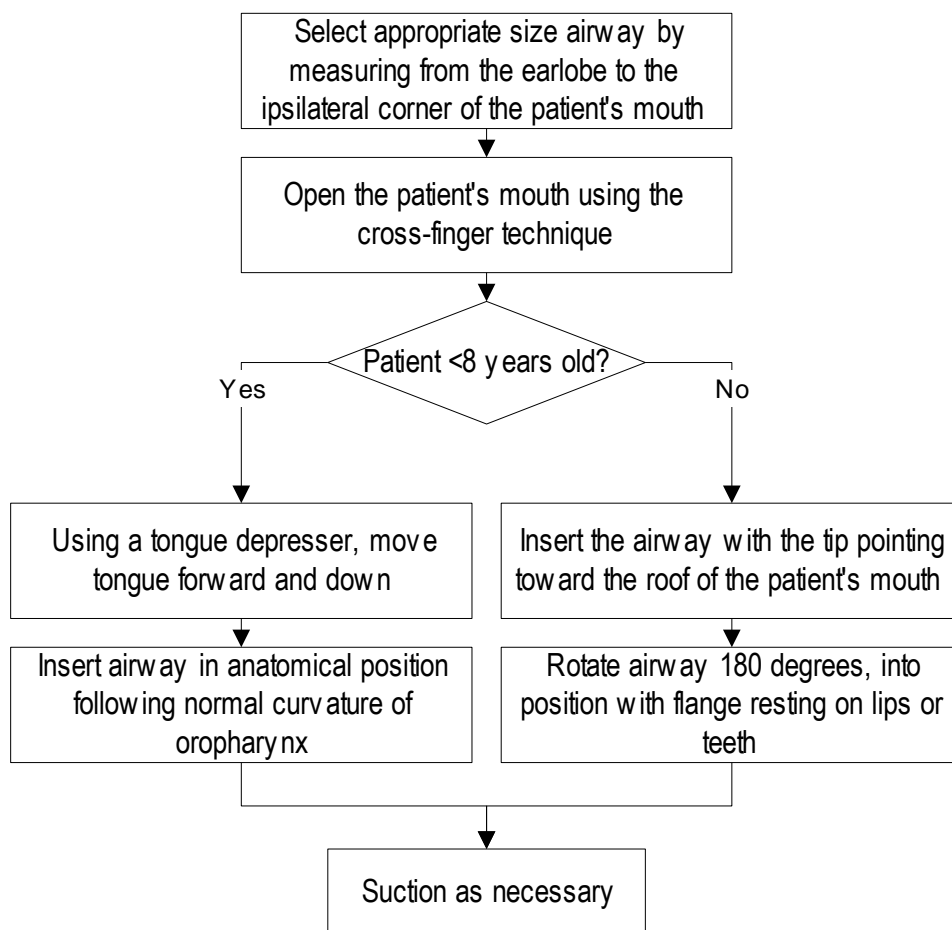 Select appropriate size airway by
measuring from the earlobe to the
ipsilateral corner of the patient's mouth
Open the patient's mouth using the
cross-finger technique
Patient <8 years old?
Yes
No
Using a tongue depresser, move
tongue forward and down
Insert the airway with the tip pointing
toward the roof of the patient's mouth
Insert airway in anatomical position
following normal curvature of
oropharynx
Rotate airway 180 degrees, into
position with flange resting on lips or
teeth
Suction as necessary